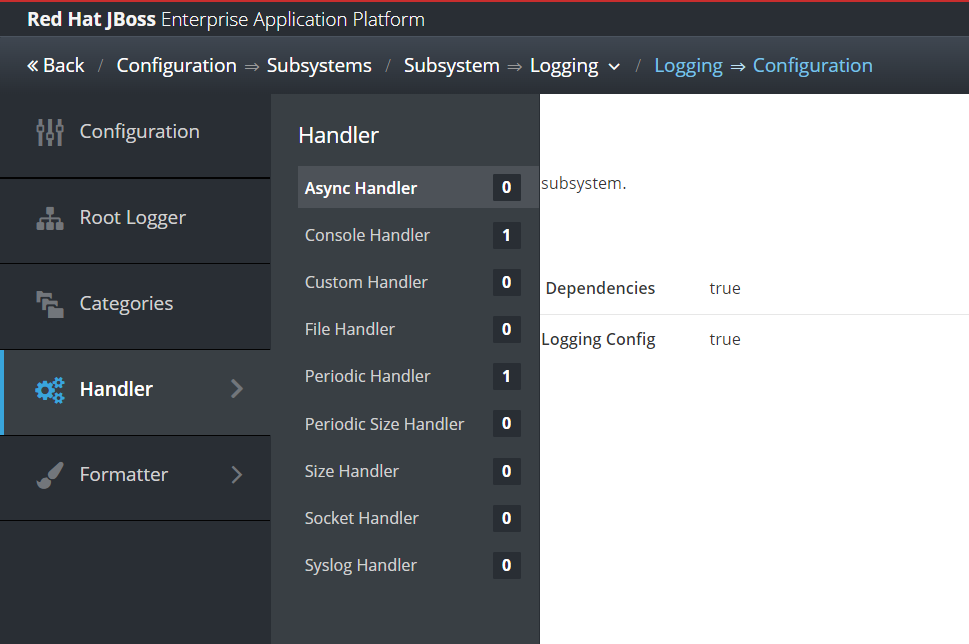 Red Hat JBoss Enterprise Application Platform
« Back / Configuration ⇒ Subsystems / Subsystem ⇒ Logging / Logging ⇒ Configuration
Configuration
Root Logger
Categories
Handler
Formatter
Handler
Async Handler 0
Console Handler 1
Custom Handler 0
File Handler 0
Periodic Handler 1
Periodic Size Handler 0
Size Handler 0
Socket Handler 0
Syslog Handler 0
subsystem.
Dependencies true
Logging Config true